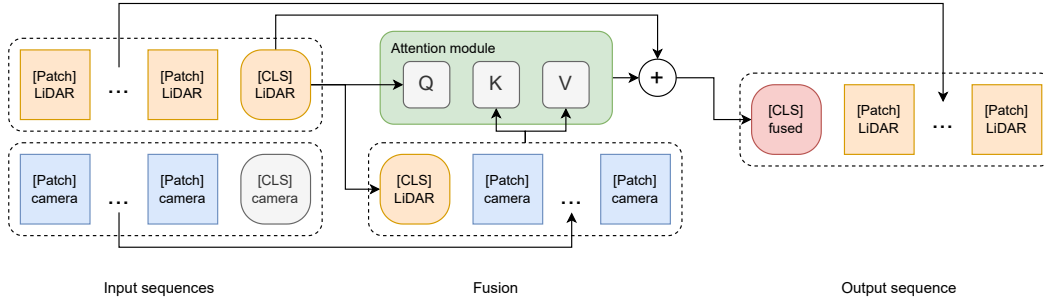 [Patch]
LiDAR
...
[Patch]
LiDAR
[CLS]
LiDAR
[Patch]
camera
...
[Patch]
camera
[CLS]
camera
Input sequences
Attention module
Q
K
V
+
[CLS]
LiDAR
[Patch]
camera
...
[Patch]
camera
Fusion
[CLS]
fused
[Patch]
LiDAR
...
[Patch]
LiDAR
Output sequence